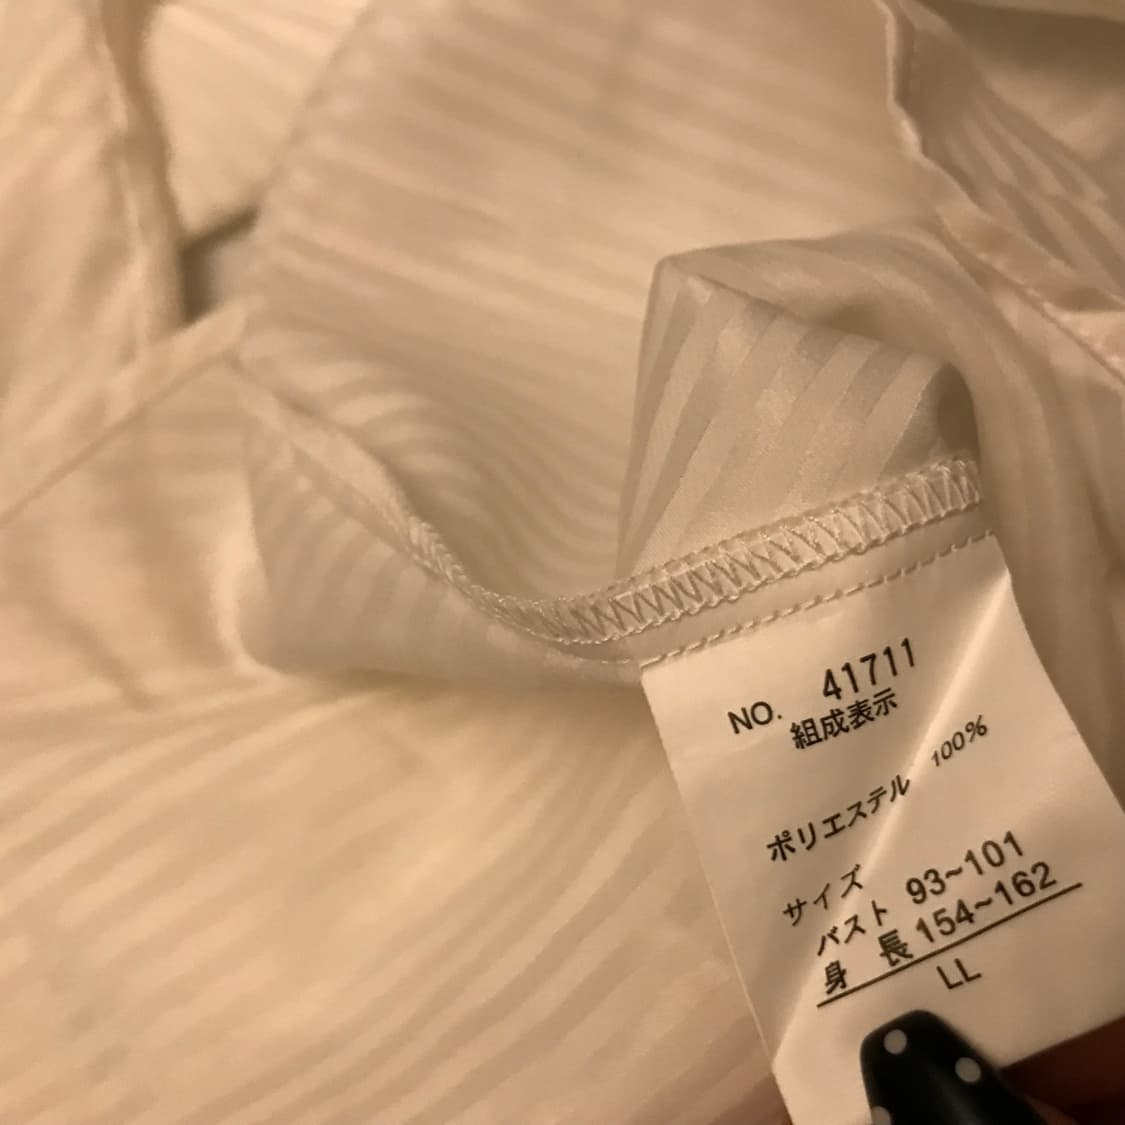 NO. 41711
組成表示
ポリエステル 100%
サイズ
バスト 93~101
身 長 154~162
LL